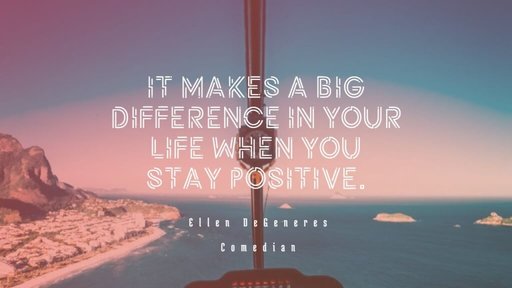 IT MAKES A BIG
DIFFERENCE IN YOUR
LIFE WHEN YOU
STAY POSITIVE.
Ellen DeGeneres
Comedian